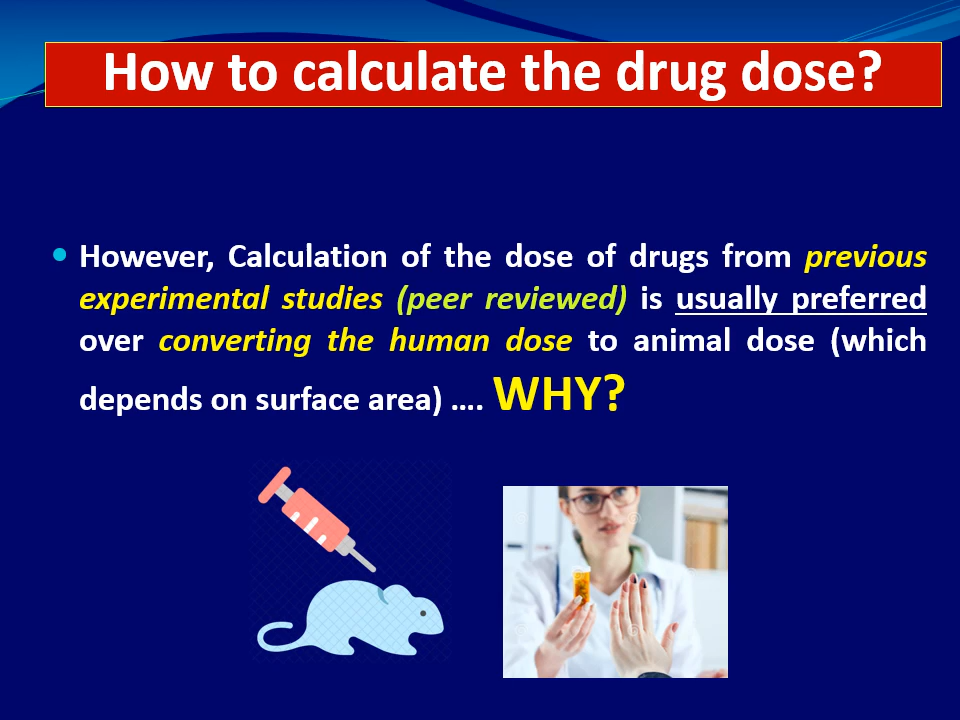 How to calculate the drug dose?
However, Calculation of the dose of drugs from previous
experimental studies (peer reviewed) is usually preferred
over converting the human dose to animal dose (which
depends on surface area) .... WHY?